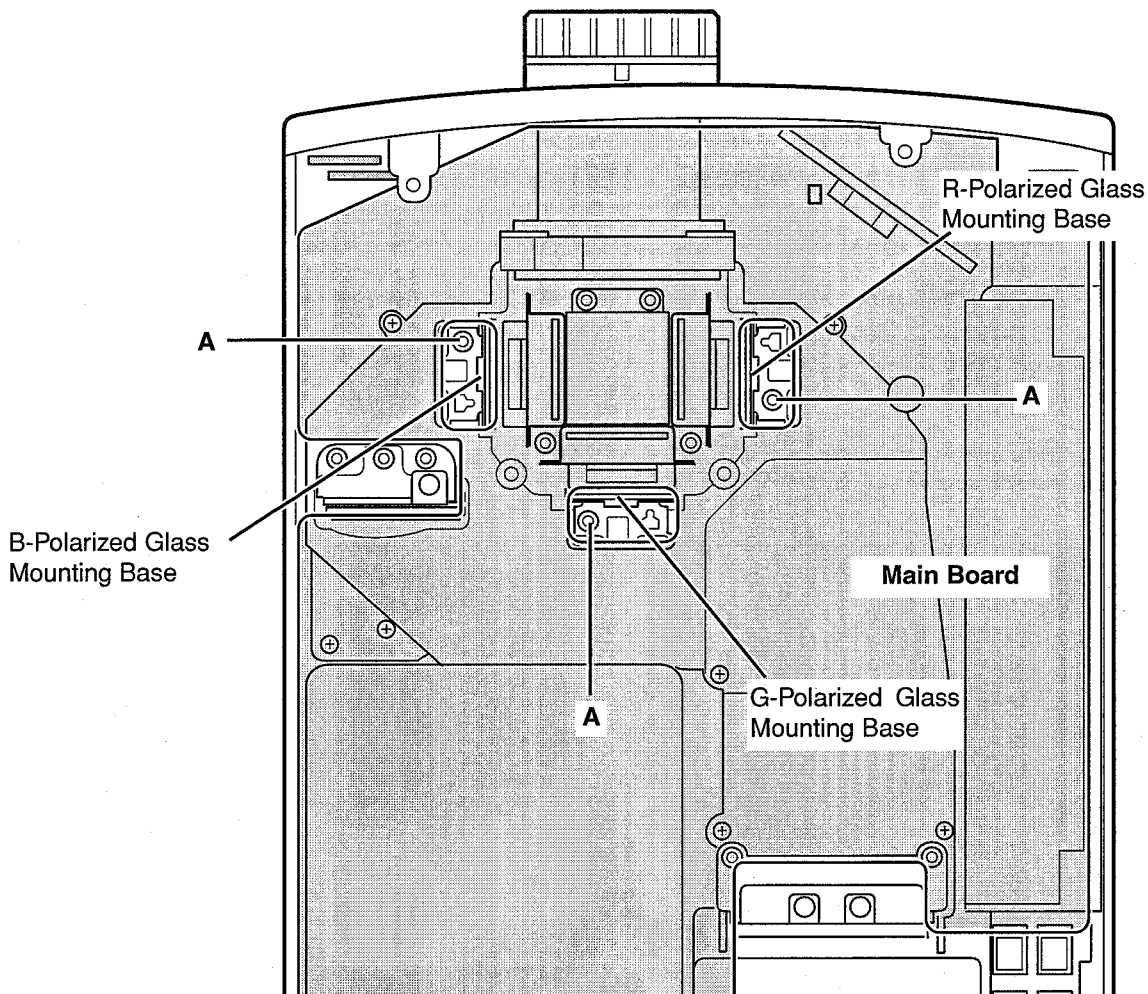 R-Polarized Glass
Mounting Base
A
A
B-Polarized Glass
Mounting Base
Main Board
G-Polarized Glass
Mounting Base
A